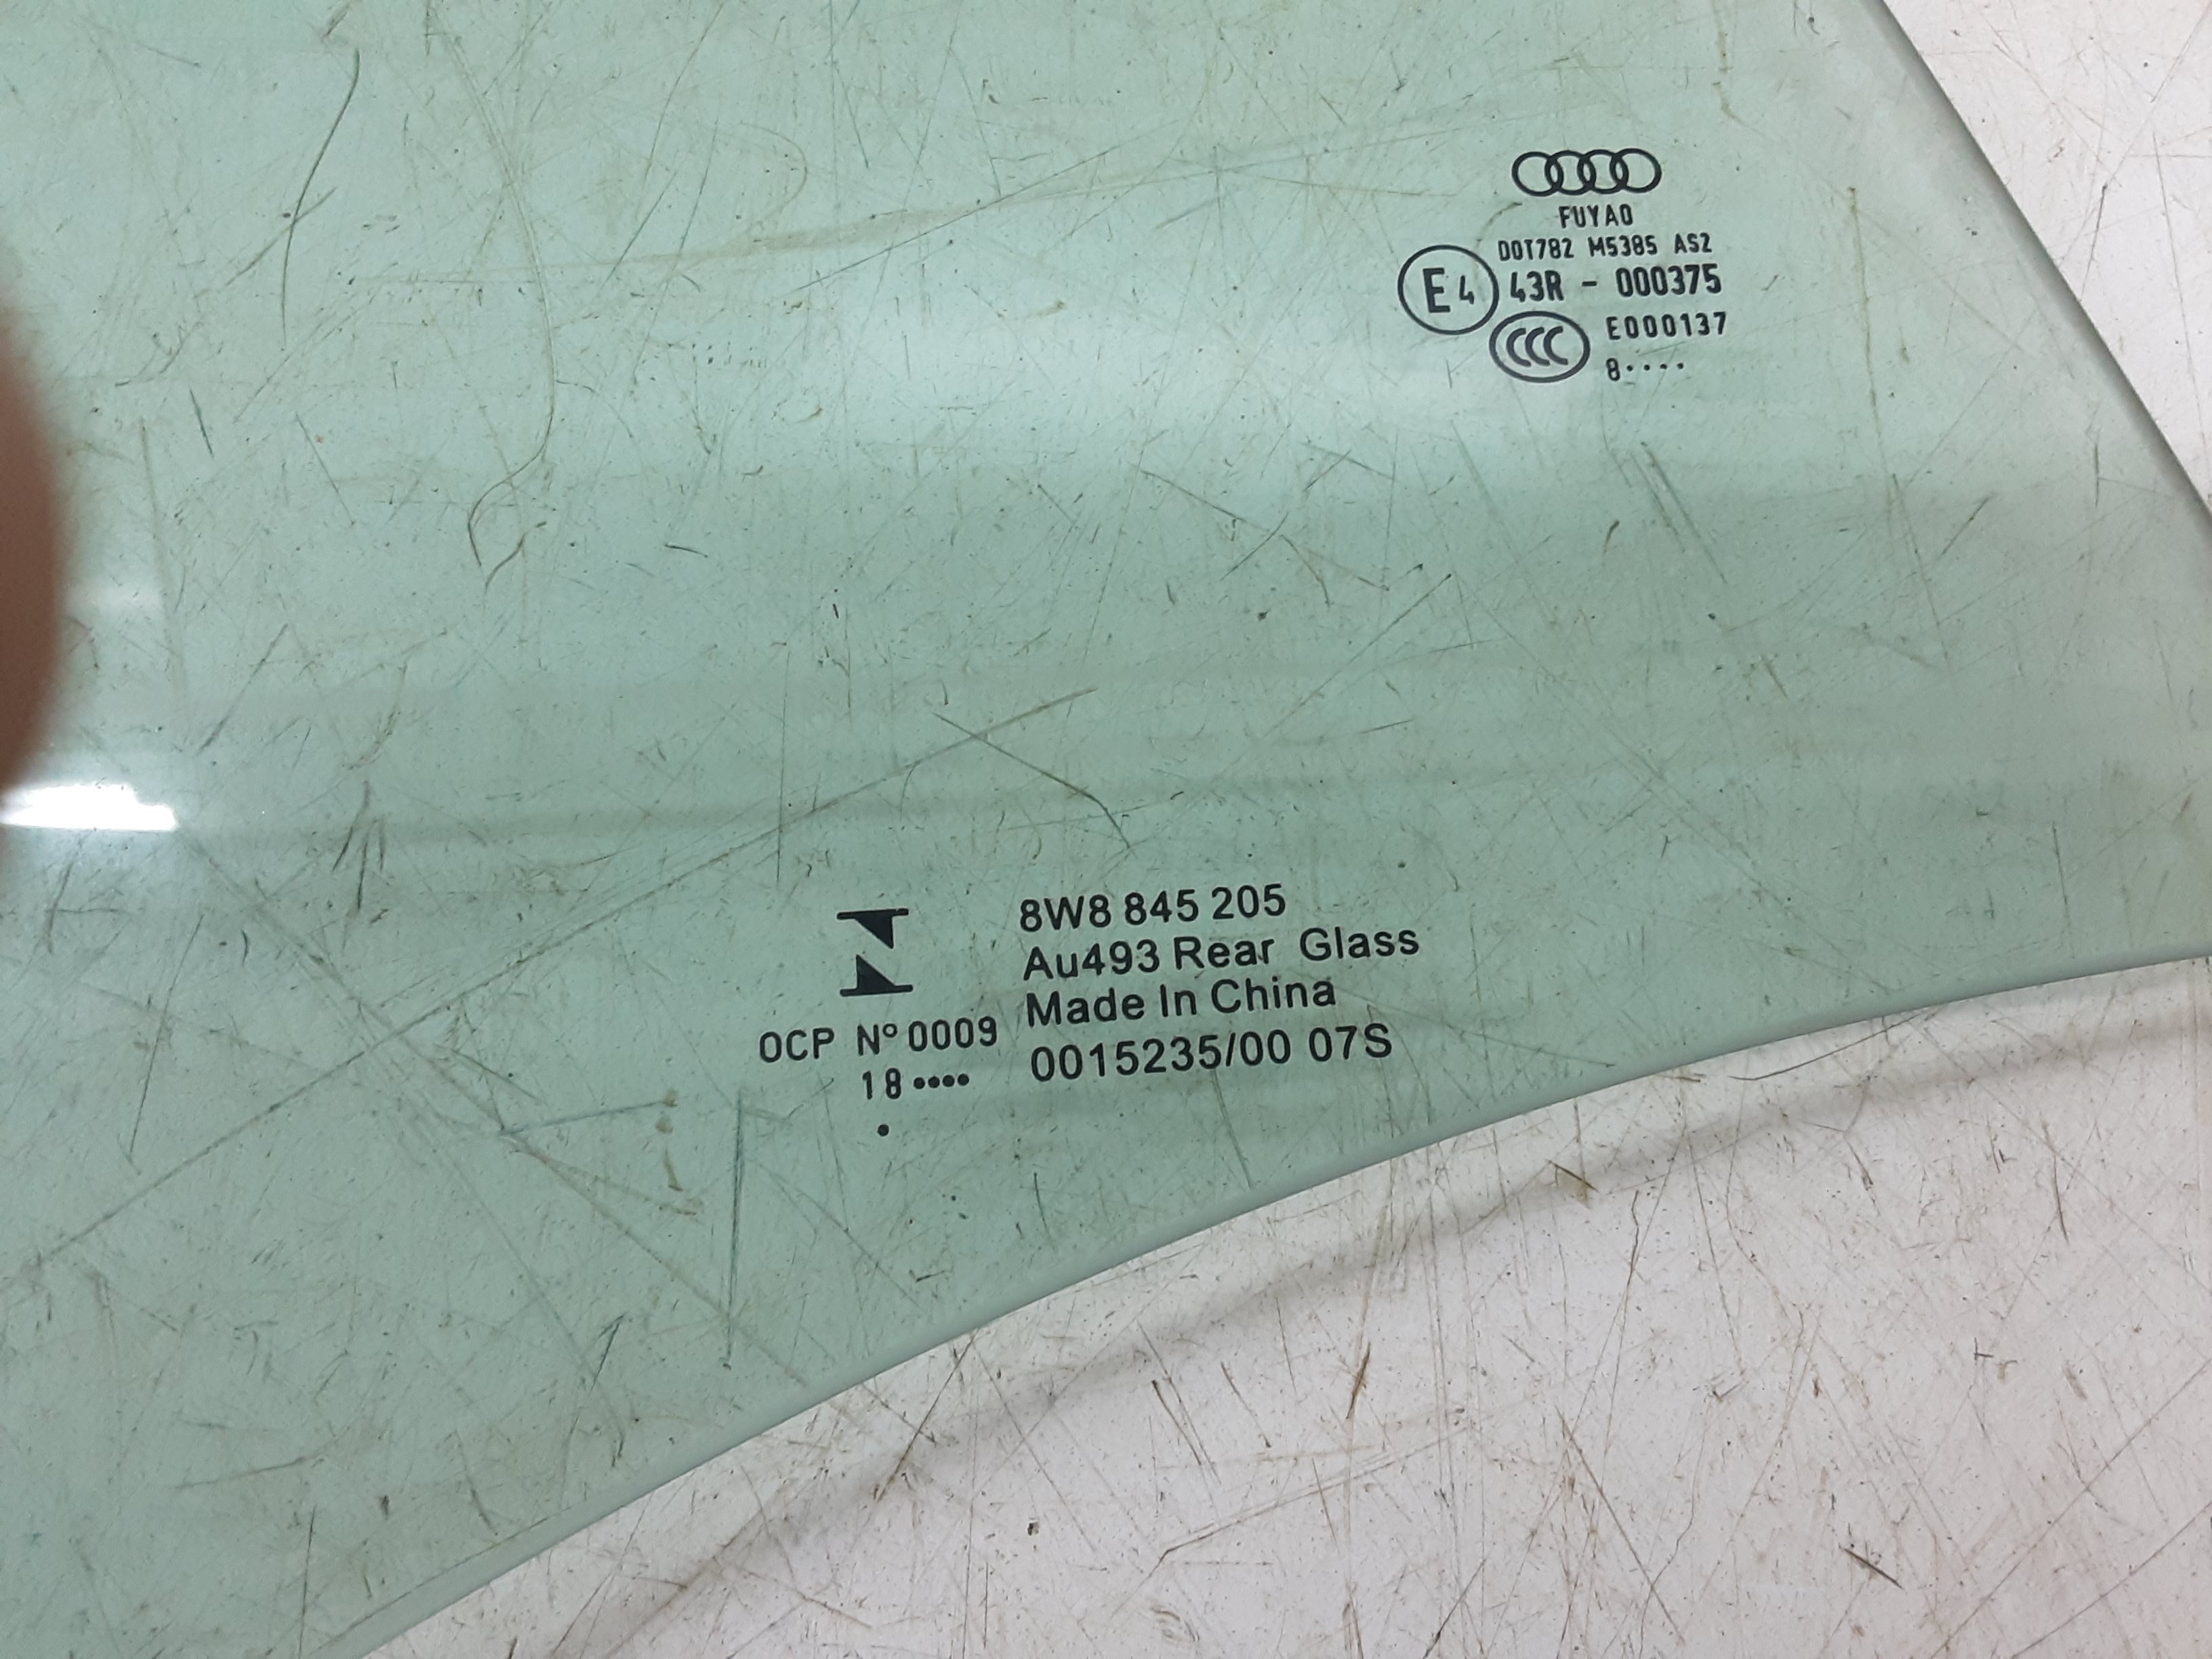 FUYAO
DOT782 M5385 AS2
E4 43R - 000375
CCC E000137
8····
8W8 845 205
Au493 Rear Glass
Made In China
OCP Nº 0009
0015235/00 07S
18••••
•